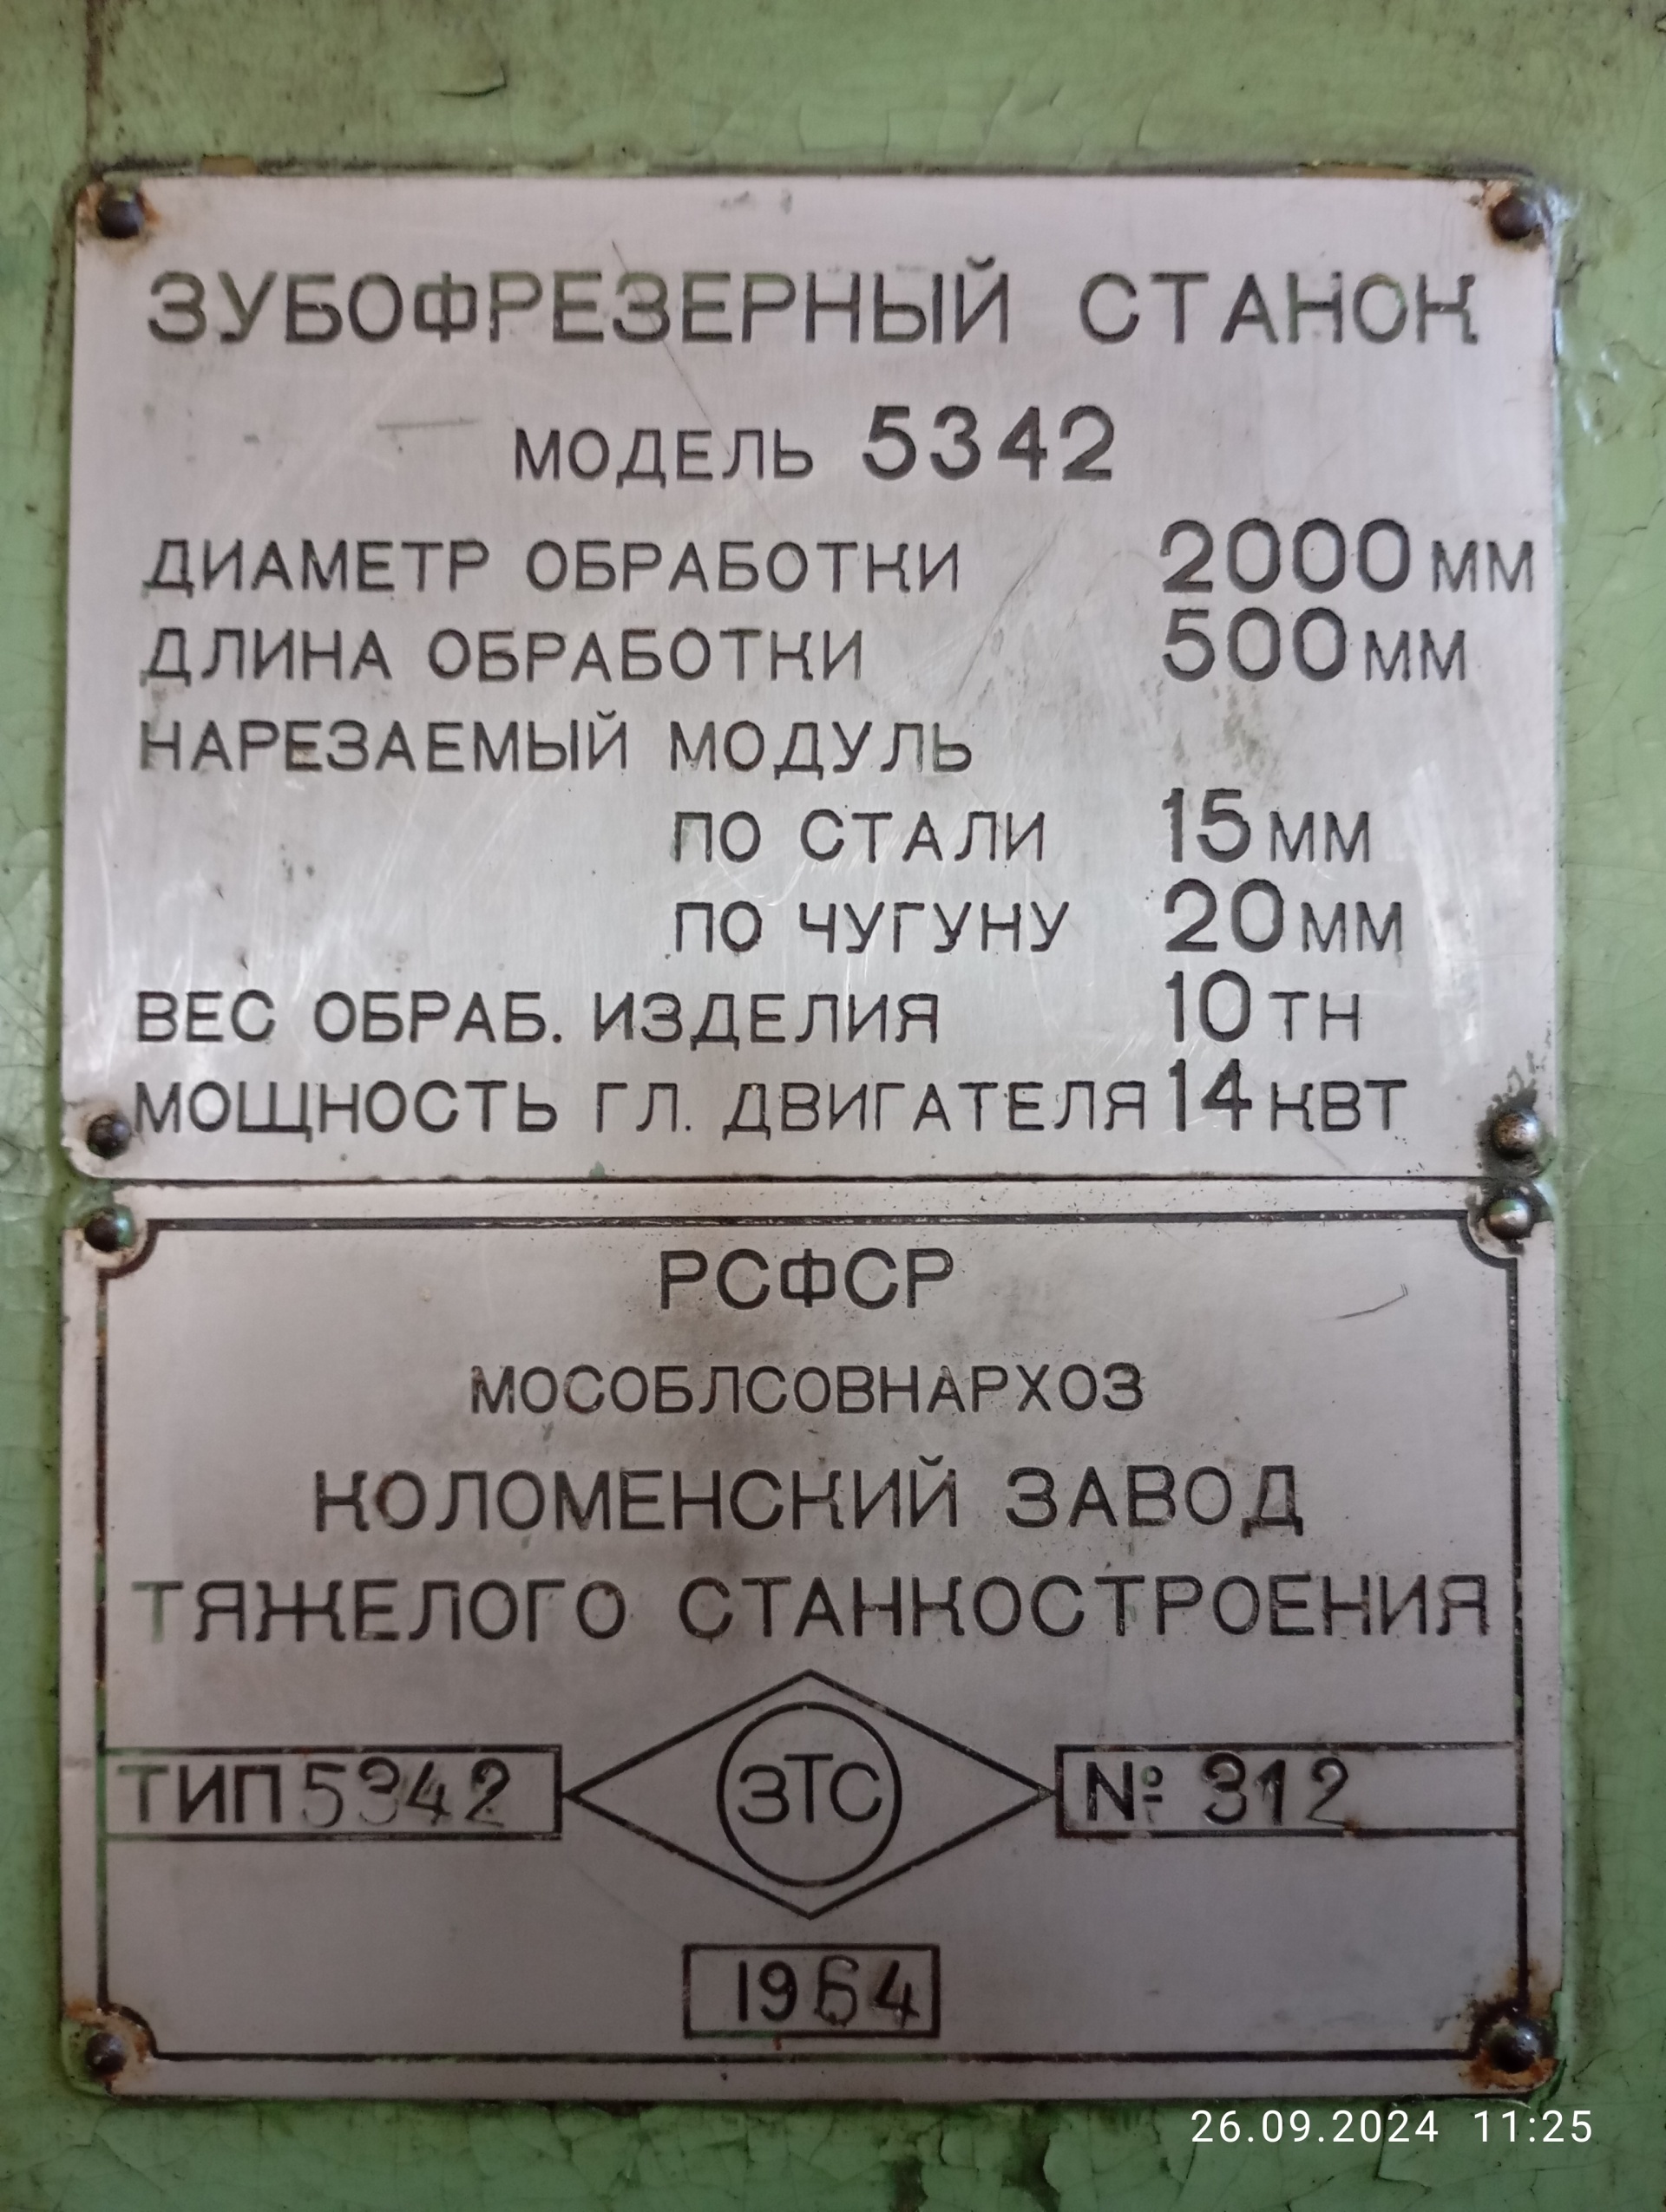 ЗУБОФРЕЗЕРНЫЙ СТАНОК
МОДЕЛЬ 5342
ДИАМЕТР ОБРАБОТКИ 2000 ММ
ДЛИНА ОБРАБОТКИ 500 ММ
НАРЕЗАЕМЫЙ МОДУЛЬ
ПО СТАЛИ 15 ММ
ПО ЧУГУНУ 20 ММ
ВЕС ОБРАБ. ИЗДЕЛИЯ 10 ТН
МОЩНОСТЬ ГЛ. ДВИГАТЕЛЯ 14 КВТ
РСФСР
МОСОБЛСОВНАРХОЗ
КОЛОМЕНСКИЙ ЗАВОД
ТЯЖЕЛОГО СТАНКОСТРОЕНИЯ
ТИП 5342 ЗТС № 312
1964
26.09.2024 11:25